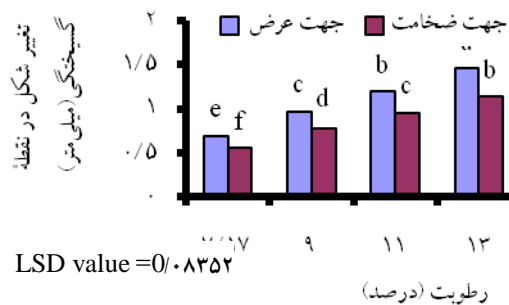 جهت عرض جهت ضخامت
تغییر شکل در نقطهٔ
گسیختگی (میلی‌متر)
۲
۱/۵
۱
۰/۵
۰
e f c d b c b
۹ ۱۱ ۱۳
رطوبت (درصد)
LSD value =0/۰۸۳۵۲